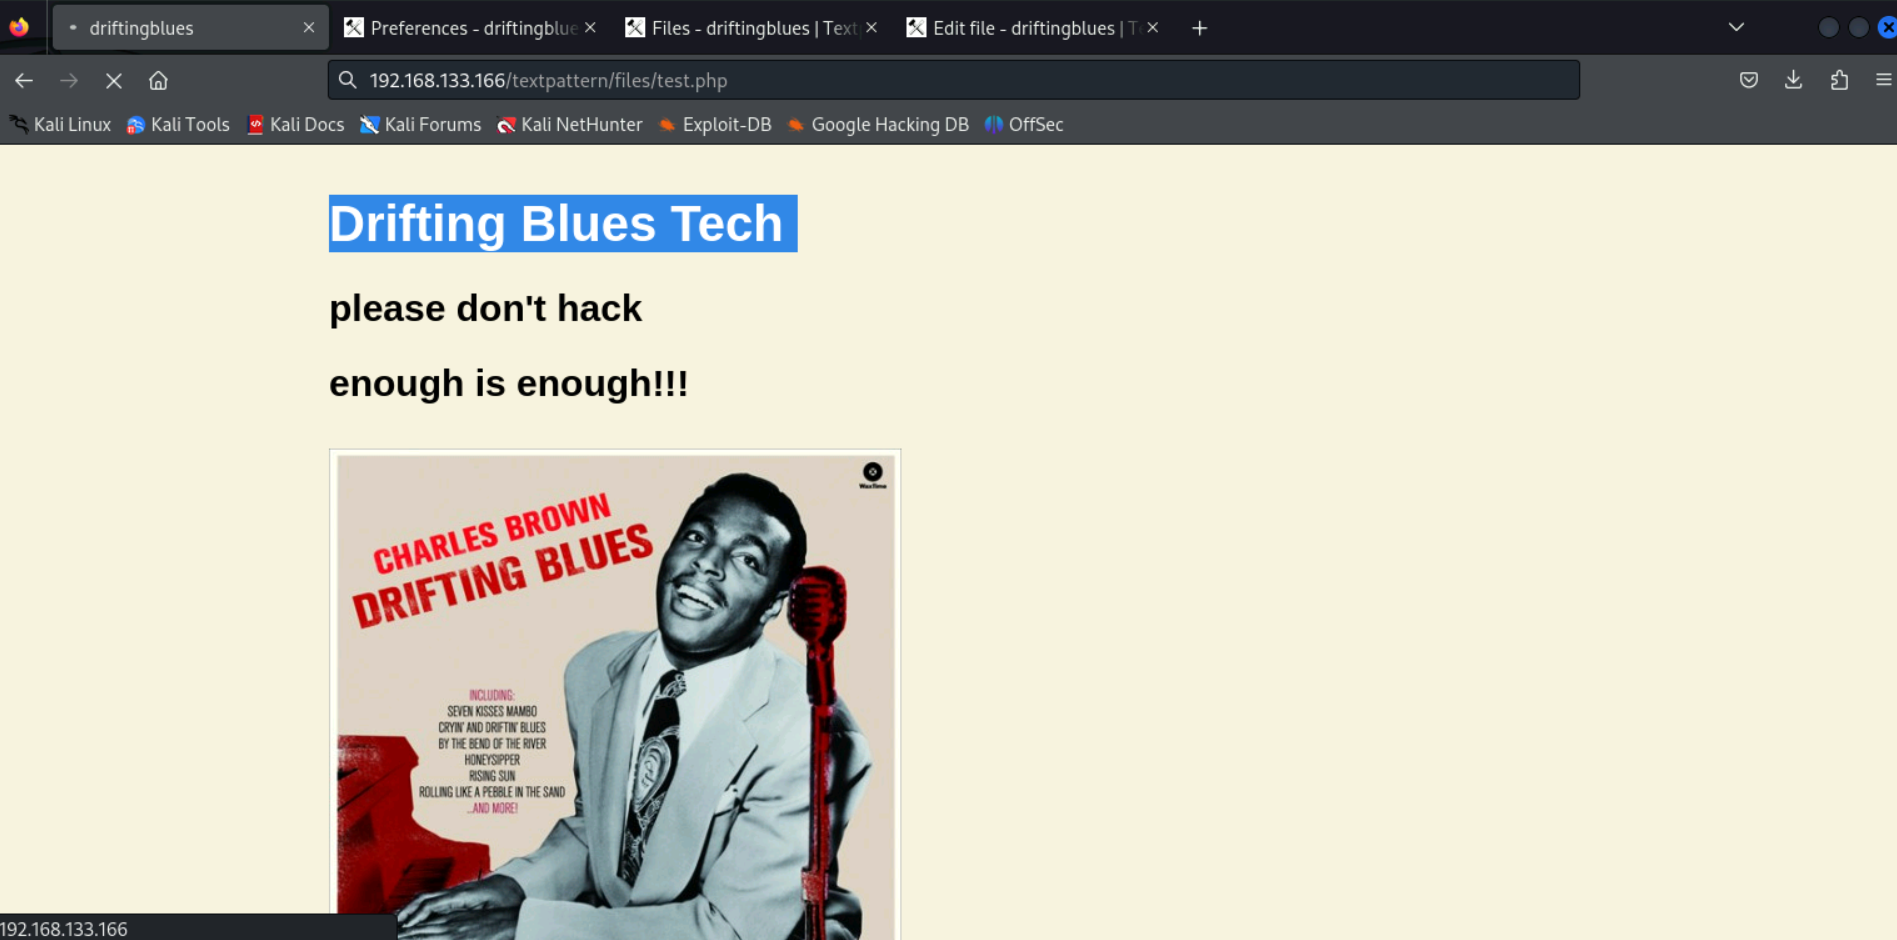 driftingblues
Preferences - driftingblue
Files - driftingblues | Text
Edit file - driftingblues | T
192.168.133.166/textpattern/files/test.php
Kali Linux
Kali Tools
Kali Docs
Kali Forums
Kali NetHunter
Exploit-DB
Google Hacking DB
OffSec
Drifting Blues Tech
please don't hack
enough is enough!!!
WaxTime
CHARLES BROWN
DRIFTING BLUES
INCLUDING:
SEVEN KISSES MAMBO
CRYIN' AND DRIFTIN' BLUES
BY THE BEND OF THE RIVER
HONEYSIPPER
RISING SUN
ROLLING LIKE A PEBBLE IN THE SAND
...AND MORE!
192.168.133.166